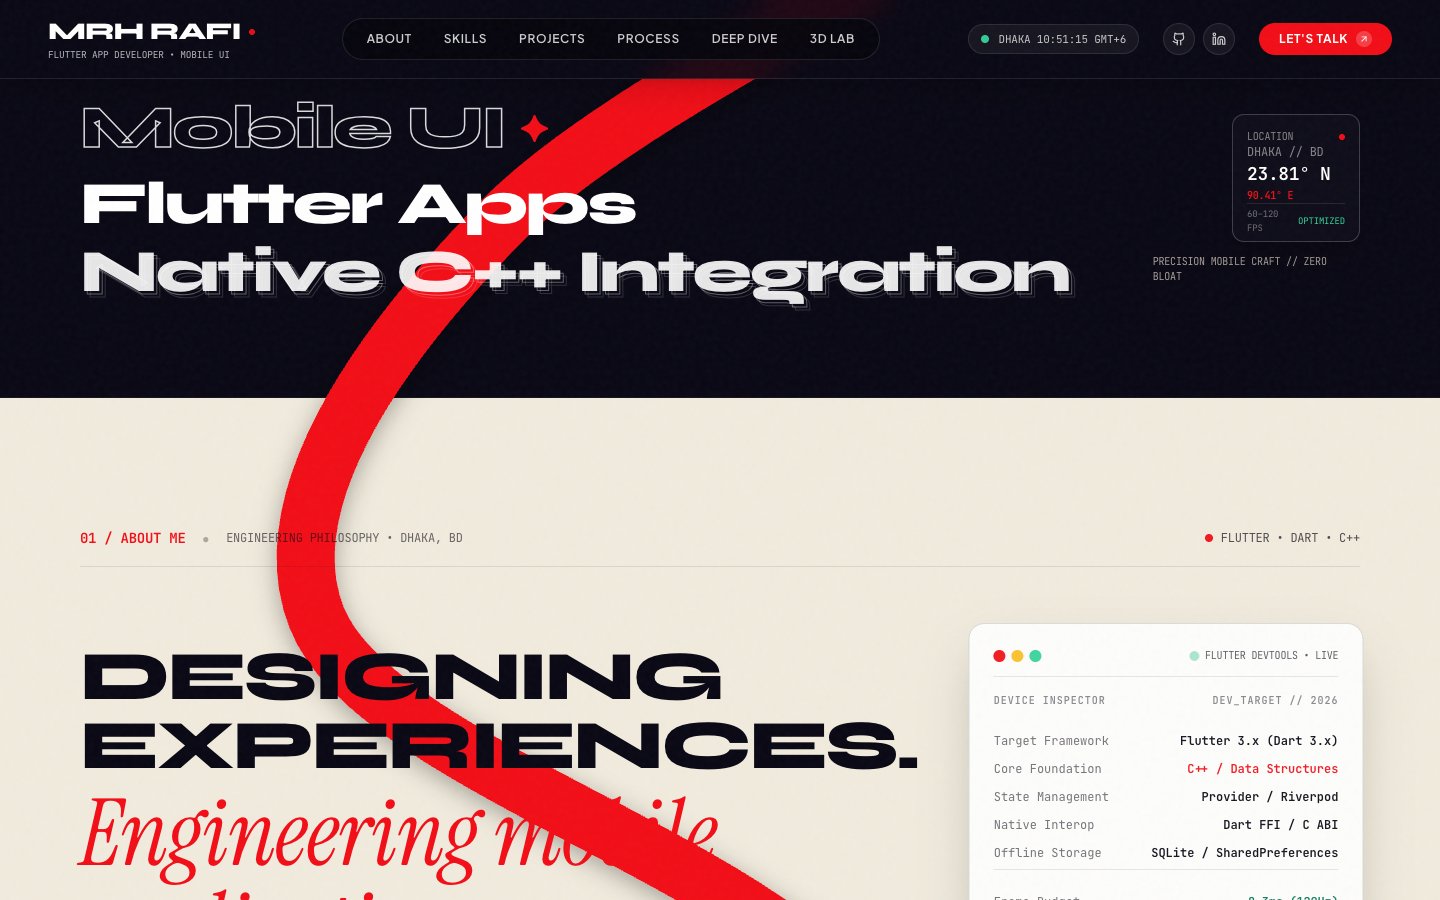 MRH RAFI
FLUTTER APP DEVELOPER • MOBILE UI
ABOUT
SKILLS
PROJECTS
PROCESS
DEEP DIVE
3D LAB
DHAKA 10:51:15 GMT+6
LET'S TALK
Mobile UI
Flutter Apps
Native C++ Integration
LOCATION
DHAKA // BD
23.81° N
90.41° E
60–120 FPS
OPTIMIZED
PRECISION MOBILE CRAFT // ZERO
BLOAT
01 / ABOUT ME
ENGINEERING PHILOSOPHY • DHAKA, BD
FLUTTER • DART • C++
DESIGNING
EXPERIENCES.
Engineering mobile
FLUTTER DEVTOOLS • LIVE
DEVICE INSPECTOR
DEV_TARGET // 2026
Target Framework
Flutter 3.x (Dart 3.x)
Core Foundation
C++ / Data Structures
State Management
Provider / Riverpod
Native Interop
Dart FFI / C ABI
Offline Storage
SQLite / SharedPreferences